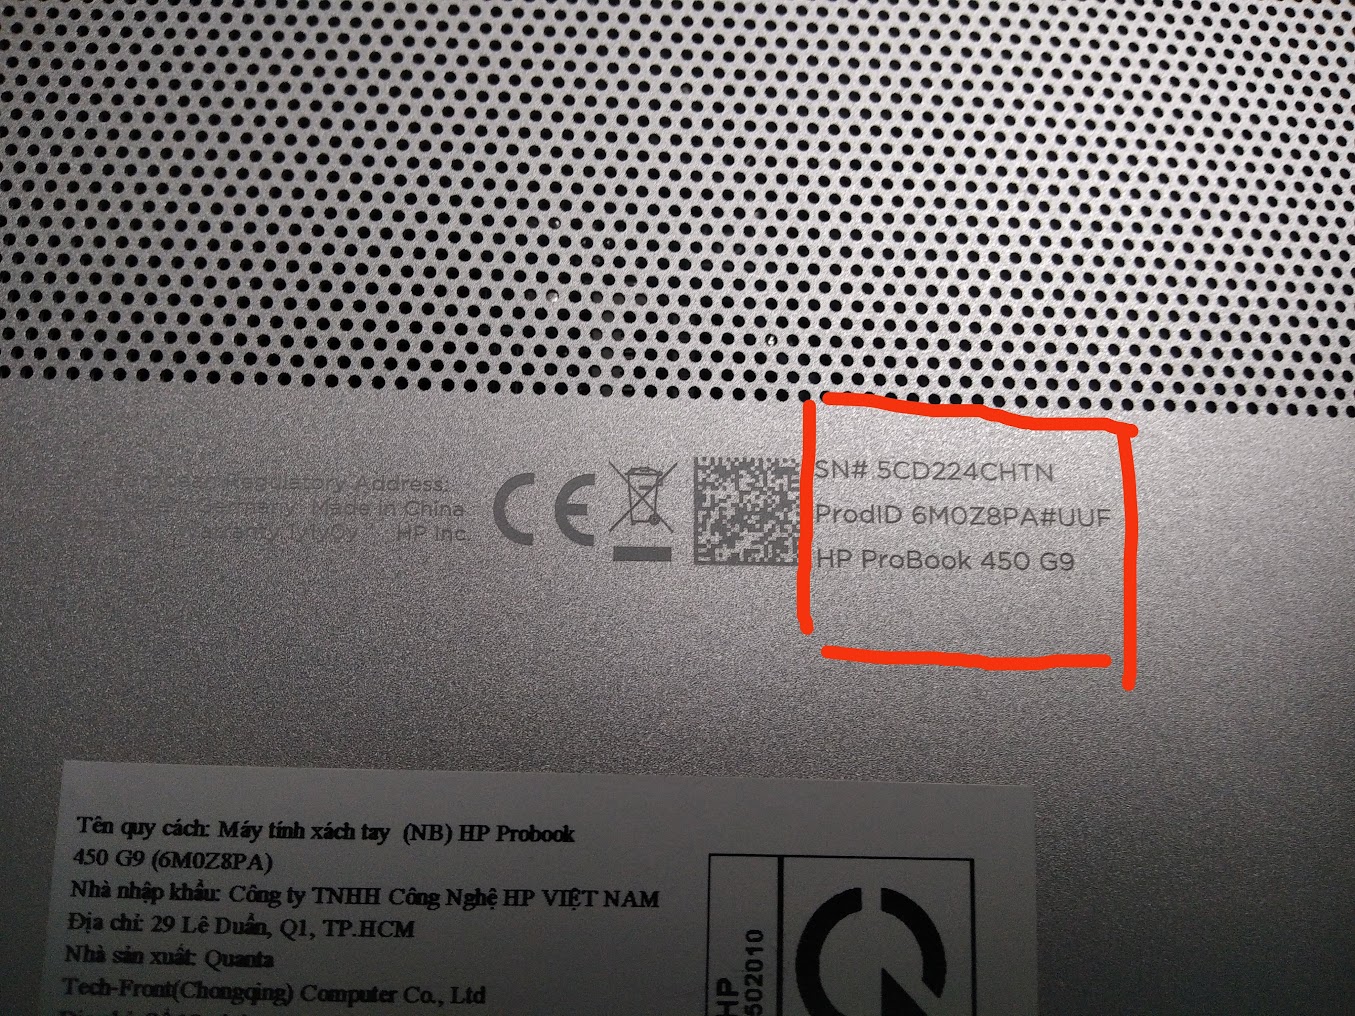 Regulatory Address:
Germany Made in China
HP Inc.
CE
SN# 5CD224CHTN
ProdID 6M0Z8PA#UUF
HP ProBook 450 G9
Tên quy cách: Máy tính xách tay (NB) HP Probook
450 G9 (6M0Z8PA)
Nhà nhập khẩu: Công ty TNHH Công Nghệ HP VIỆT NAM
Địa chỉ: 29 Lê Duẩn, Q1, TP.HCM
Nhà sản xuất: Quanta
Tech-Front(Chongqing) Computer Co., Ltd
HP
502010